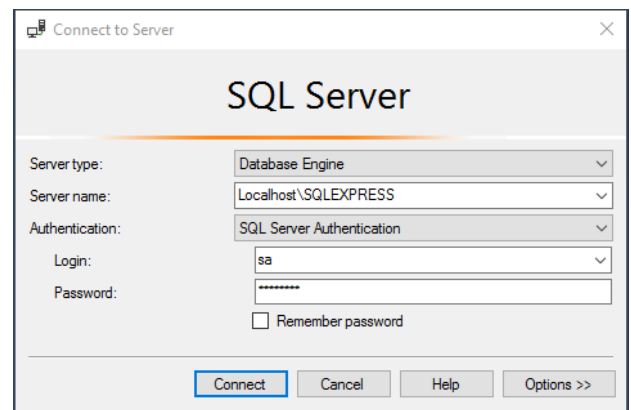 Connect to Server
SQL Server
Server type: Database Engine
Server name: Localhost\SQLEXPRESS
Authentication: SQL Server Authentication
Login: sa
Password: ********
Remember password
Connect Cancel Help Options >>